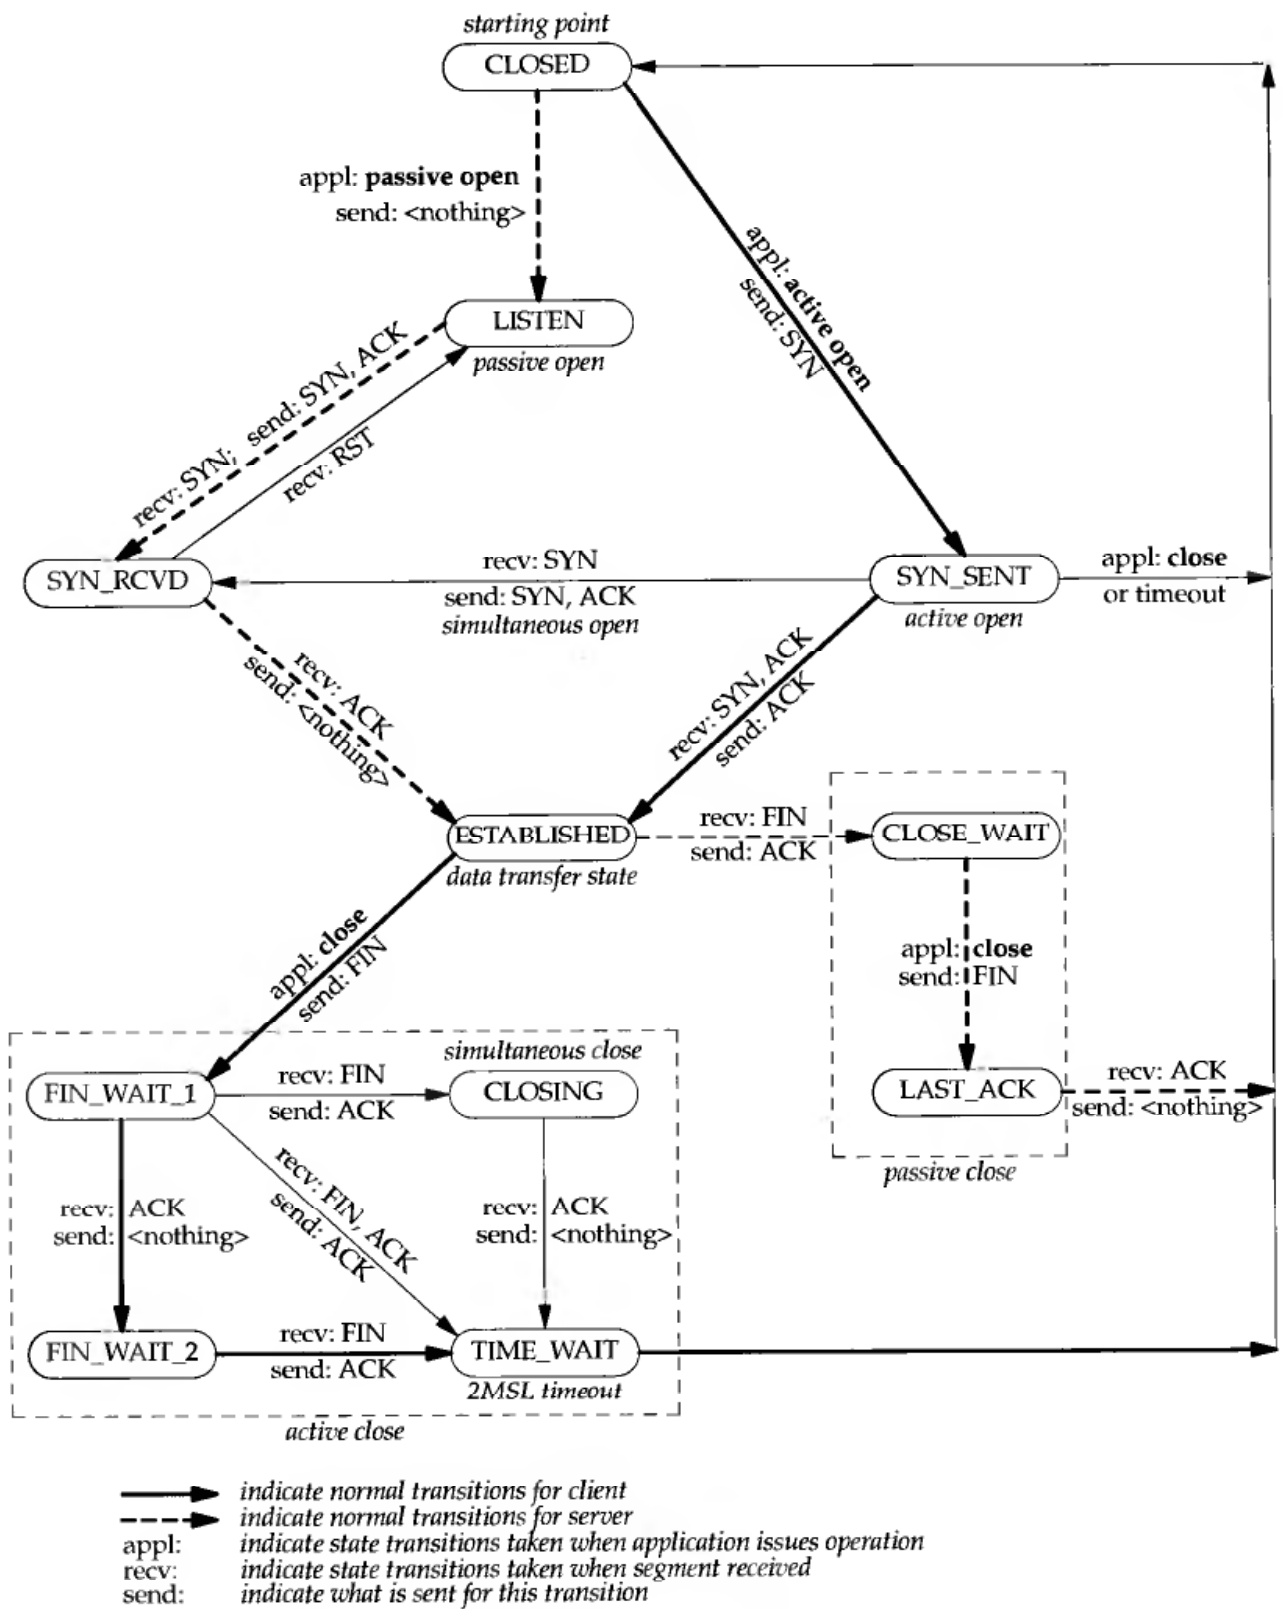 starting point
CLOSED
appl: passive open
send: <nothing>
appl: active open
send: SYN
LISTEN
passive open
recv: SYN; send: SYN, ACK
recv: RST
SYN_RCVD
recv: SYN
send: SYN, ACK
simultaneous open
SYN_SENT
active open
appl: close
or timeout
recv: ACK
send: <nothing>
recv: SYN, ACK
send: ACK
ESTABLISHED
data transfer state
recv: FIN
send: ACK
CLOSE_WAIT
appl: close
send: FIN
appl: close
send: FIN
simultaneous close
FIN_WAIT_1
recv: FIN
send: ACK
CLOSING
LAST_ACK
recv: ACK
send: <nothing>
passive close
recv: ACK
send: <nothing>
recv: FIN, ACK
send: ACK
recv: ACK
send: <nothing>
FIN_WAIT_2
recv: FIN
send: ACK
TIME_WAIT
2MSL timeout
active close
indicate normal transitions for client
indicate normal transitions for server
appl: indicate state transitions taken when application issues operation
recv: indicate state transitions taken when segment received
send: indicate what is sent for this transition